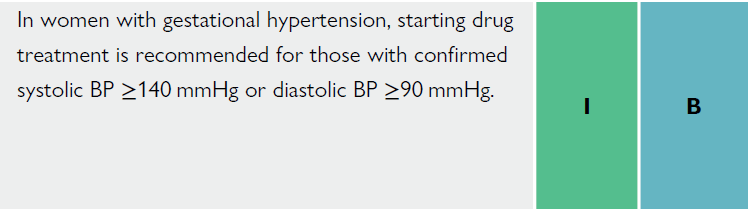 In women with gestational hypertension, starting drug
treatment is recommended for those with confirmed
systolic BP ≥140 mmHg or diastolic BP ≥90 mmHg.
I
B